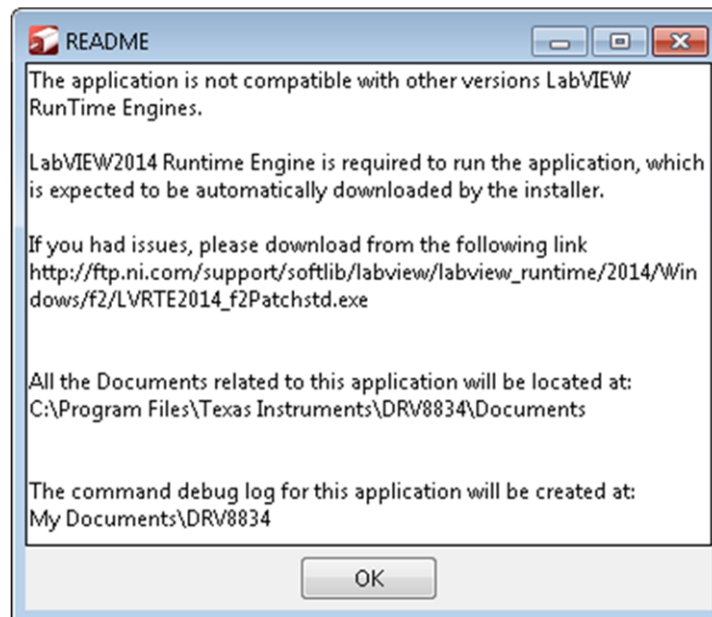 README
The application is not compatible with other versions LabVIEW
RunTime Engines.
LabVIEW2014 Runtime Engine is required to run the application, which
is expected to be automatically downloaded by the installer.
If you had issues, please download from the following link
http://ftp.ni.com/support/softlib/labview/labview_runtime/2014/Win
dows/f2/LVRTE2014_f2Patchstd.exe
All the Documents related to this application will be located at:
C:\Program Files\Texas Instruments\DRV8834\Documents
The command debug log for this application will be created at:
My Documents\DRV8834
OK